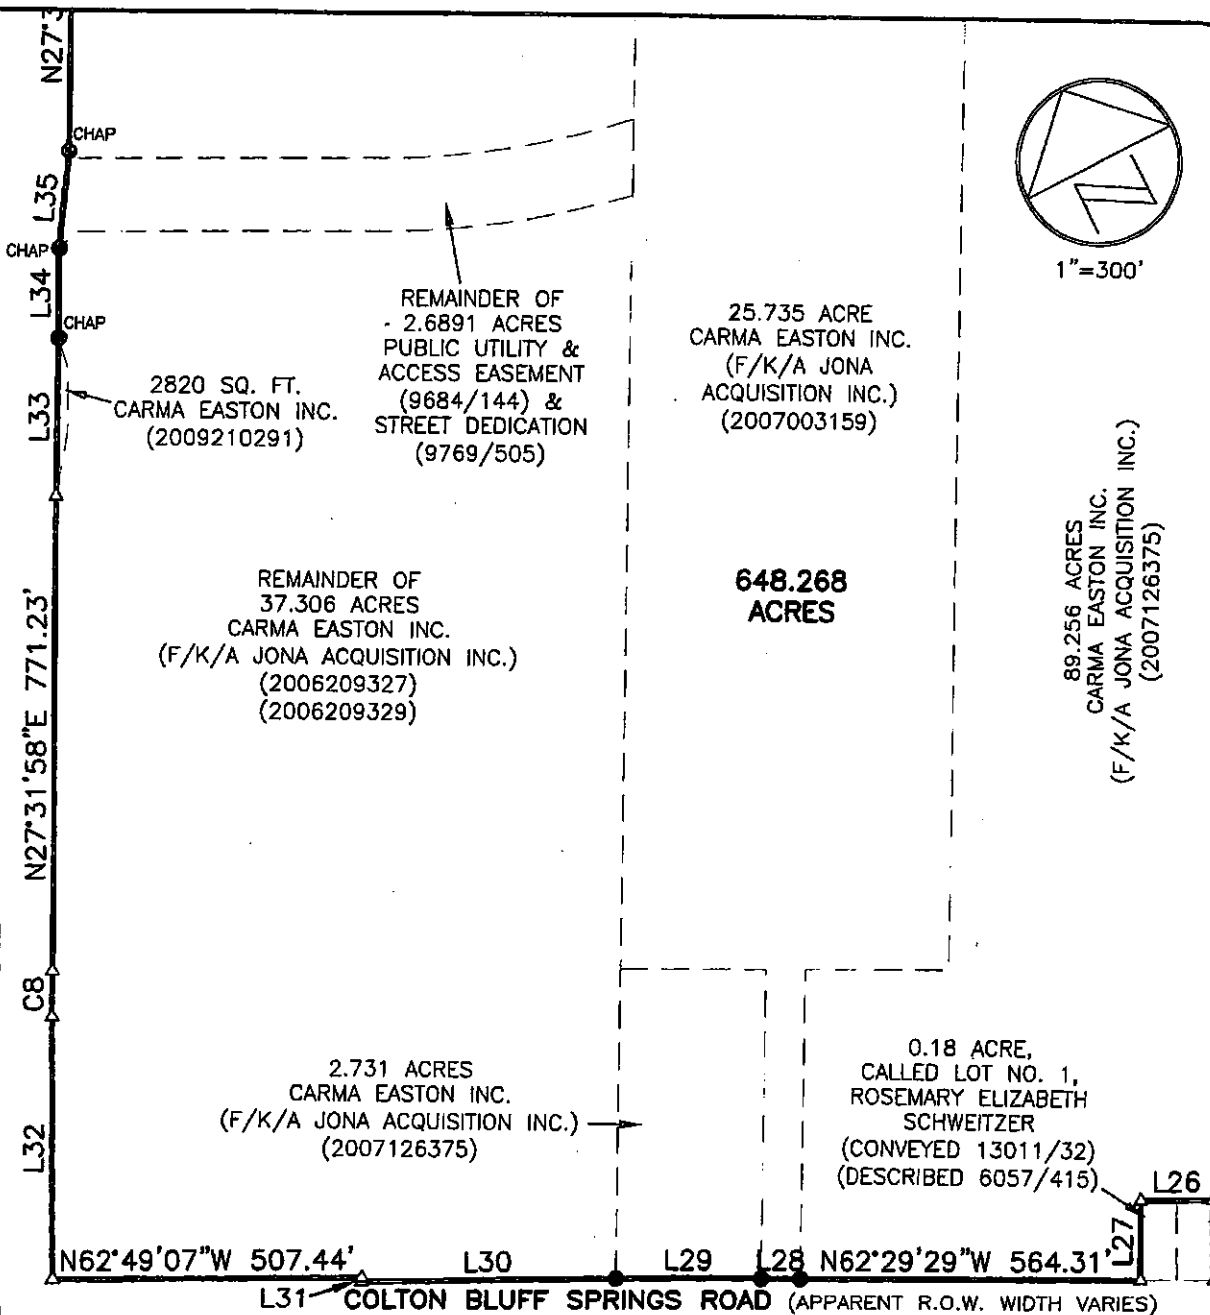 N27°3
CHAP
L35
CHAP
L34
CHAP
L33
1"=300'
REMAINDER OF
2.6891 ACRES
PUBLIC UTILITY &
ACCESS EASEMENT
(9684/144) &
STREET DEDICATION
(9769/505)
25.735 ACRE
CARMA EASTON INC.
(F/K/A JONA
ACQUISITION INC.)
(2007003159)
2820 SQ. FT.
CARMA EASTON INC.
(2009210291)
89.256 ACRES
CARMA EASTON INC.
(F/K/A JONA ACQUISITION INC.)
(2007126375)
REMAINDER OF
37.306 ACRES
CARMA EASTON INC.
(F/K/A JONA ACQUISITION INC.)
(2006209327)
(2006209329)
648.268
ACRES
N27°31'58"E 771.23'
C8
L32
2.731 ACRES
CARMA EASTON INC.
(F/K/A JONA ACQUISITION INC.)
(2007126375)
0.18 ACRE,
CALLED LOT NO. 1,
ROSEMARY ELIZABETH
SCHWEITZER
(CONVEYED 13011/32)
(DESCRIBED 6057/415)
L26
L27
N62°49'07"W 507.44'
L30
L29
L28
N62°29'29"W 564.31'
L31
COLTON BLUFF SPRINGS ROAD (APPARENT R.O.W. WIDTH VARIES)